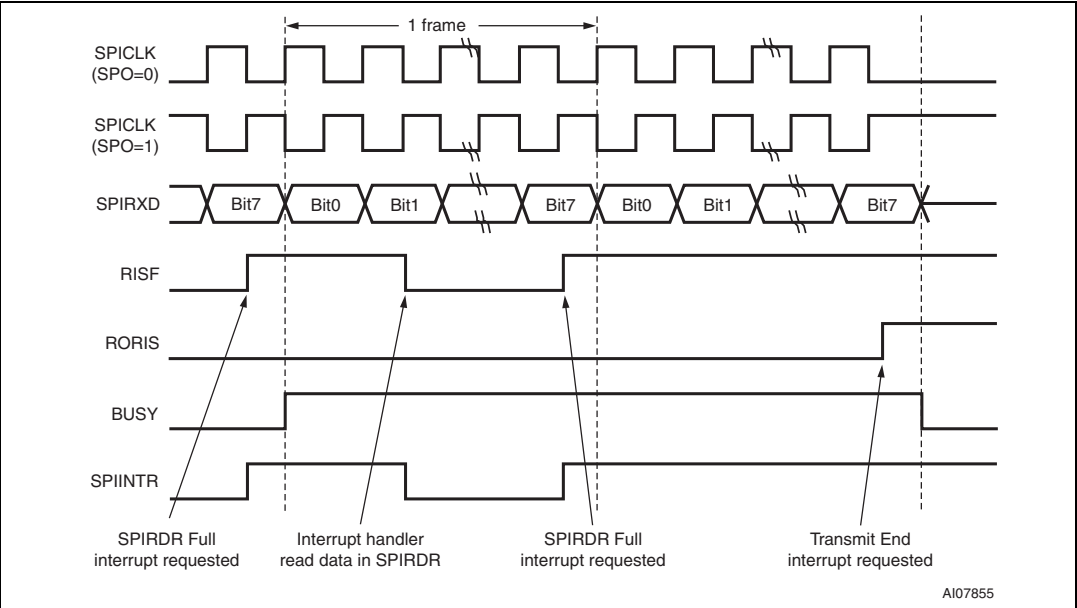 1 frame
SPICLK
(SPO=0)
SPICLK
(SPO=1)
SPIRXD
Bit7
Bit0
Bit1
Bit7
Bit0
Bit1
Bit7
RISF
RORIS
BUSY
SPIINTR
SPIRDR Full
interrupt requested
Interrupt handler
read data in SPIRDR
SPIRDR Full
interrupt requested
Transmit End
interrupt requested
AI07855